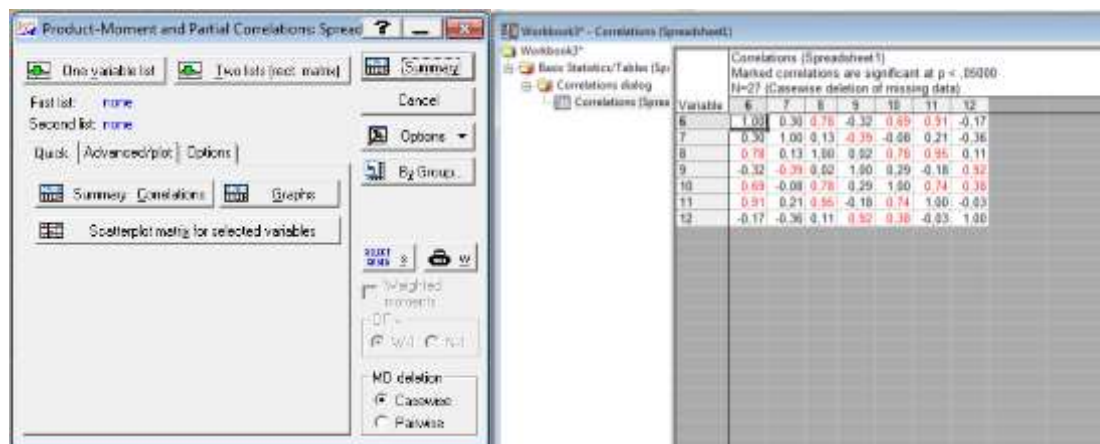 Product-Moment and Partial Correlations: Spread
One variable list
Two lists (rect. matrix)
Summary
First list: none
Second list: none
Cancel
Quick
Advanced/plot
Options
Options
Summary: Correlations
Graphs
By Group...
Scatterplot matrix for selected variables
SELECT CASES S
W
Weighted moments
DF =
W-1
N-1
MD deletion
Casewise
Pairwise
Workbook3* - Correlations (Spreadsheet1)
Workbook3*
Basic Statistics/Tables (Spr
Correlations dialog
Correlations (Sprea
Correlations (Spreadsheet1)
Marked correlations are significant at p < ,05000
N=27 (Casewise deletion of missing data)
Variable 6 7 8 9 10 11 12
6 1,00 0,30 0,78 -0,32 0,69 0,91 -0,17
7 0,30 1,00 0,13 -0,39 -0,08 0,21 -0,36
8 0,78 0,13 1,00 0,02 0,78 0,95 0,11
9 -0,32 -0,39 0,02 1,00 0,29 -0,18 0,92
10 0,69 -0,08 0,78 0,29 1,00 0,74 0,38
11 0,91 0,21 0,95 -0,18 0,74 1,00 -0,03
12 -0,17 -0,36 0,11 0,92 0,38 -0,03 1,00